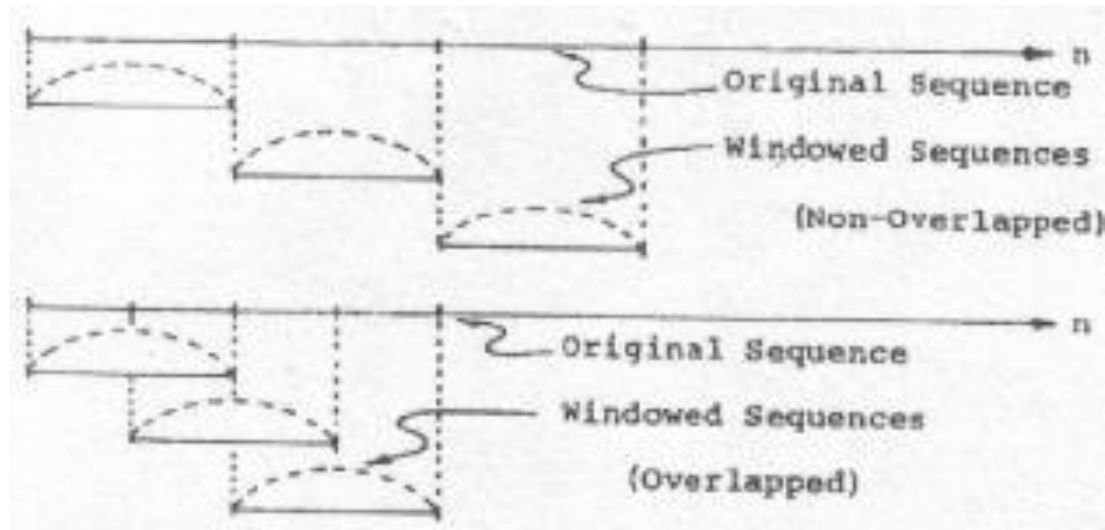 n
Original Sequence
Windowed Sequences
(Non-Overlapped)
n
Original Sequence
Windowed Sequences
(Overlapped)